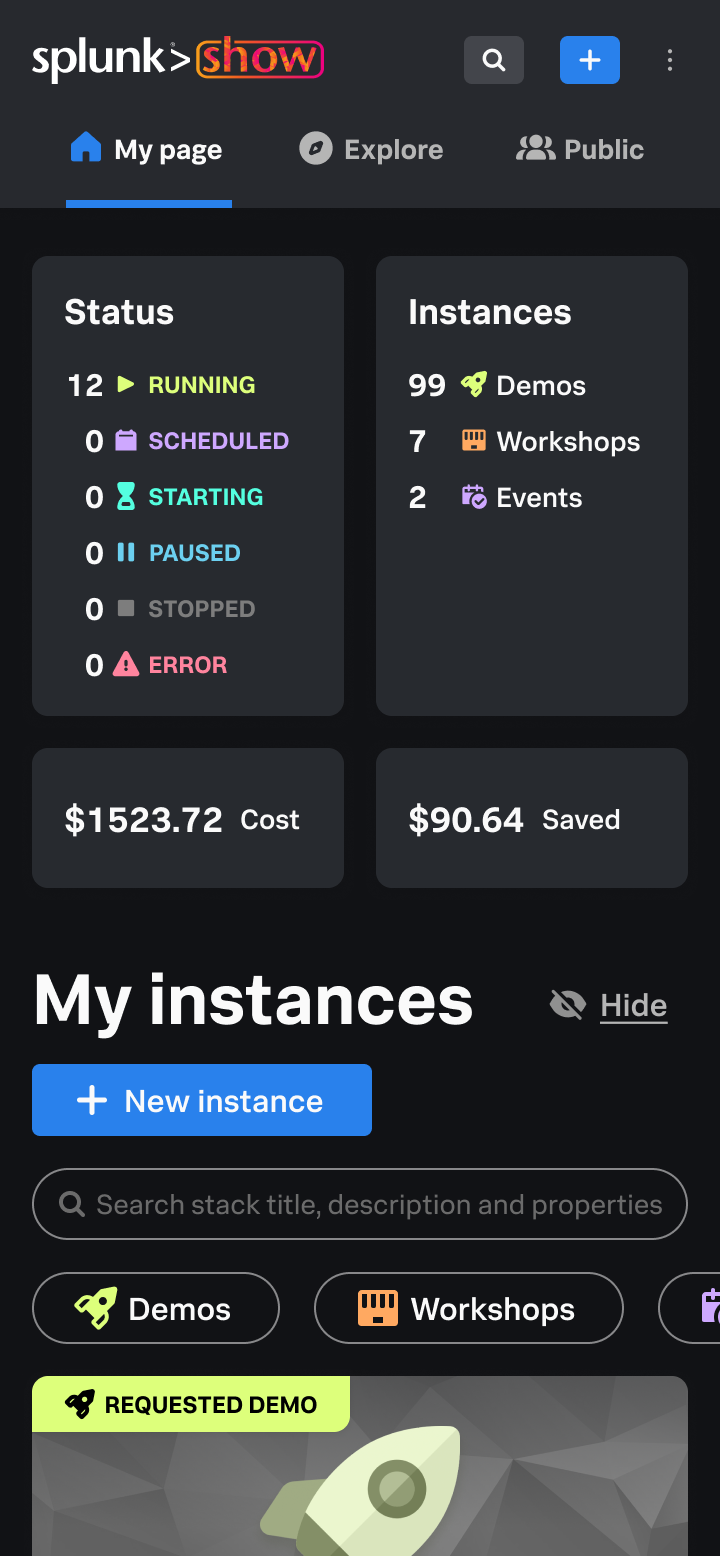 splunk> show
My page
Explore
Public
Status
12 RUNNING
0 SCHEDULED
0 STARTING
0 PAUSED
0 STOPPED
0 ERROR
Instances
99 Demos
7 Workshops
2 Events
$1523.72 Cost
$90.64 Saved
My instances
Hide
New instance
Search stack title, description and properties
Demos
Workshops
REQUESTED DEMO